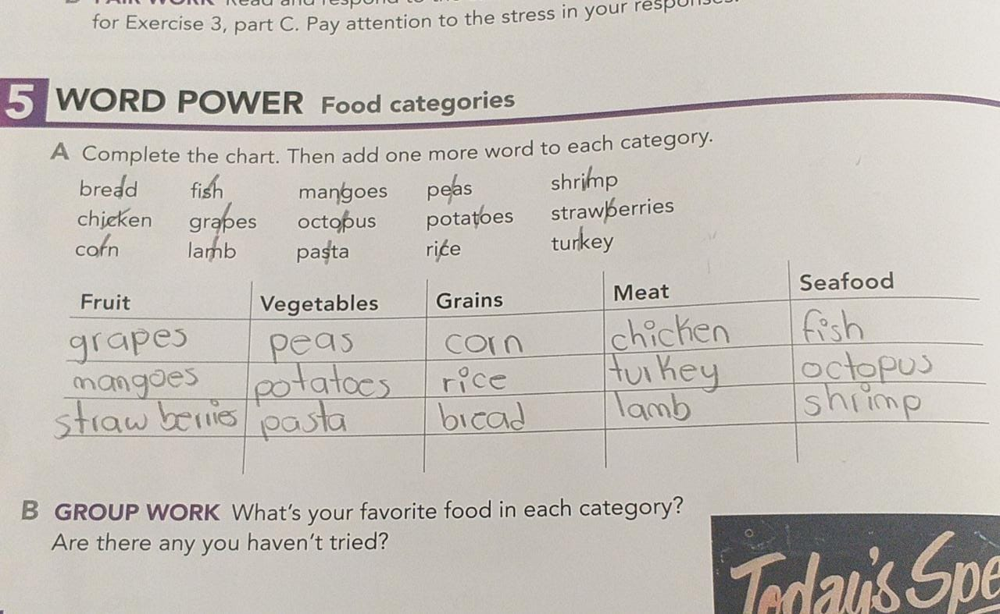 for Exercise 3, part C. Pay attention to the stress in your responses.
5 WORD POWER Food categories
A Complete the chart. Then add one more word to each category.
bread fish mangoes peas shrimp
chicken grapes octopus potatoes strawberries
corn lamb pasta rice turkey
Fruit Vegetables Grains Meat Seafood
grapes peas corn chicken fish
mangoes potatoes rice turkey octopus
straw berries pasta bread lamb shrimp
B GROUP WORK What's your favorite food in each category?
Are there any you haven't tried?
Today's Spe